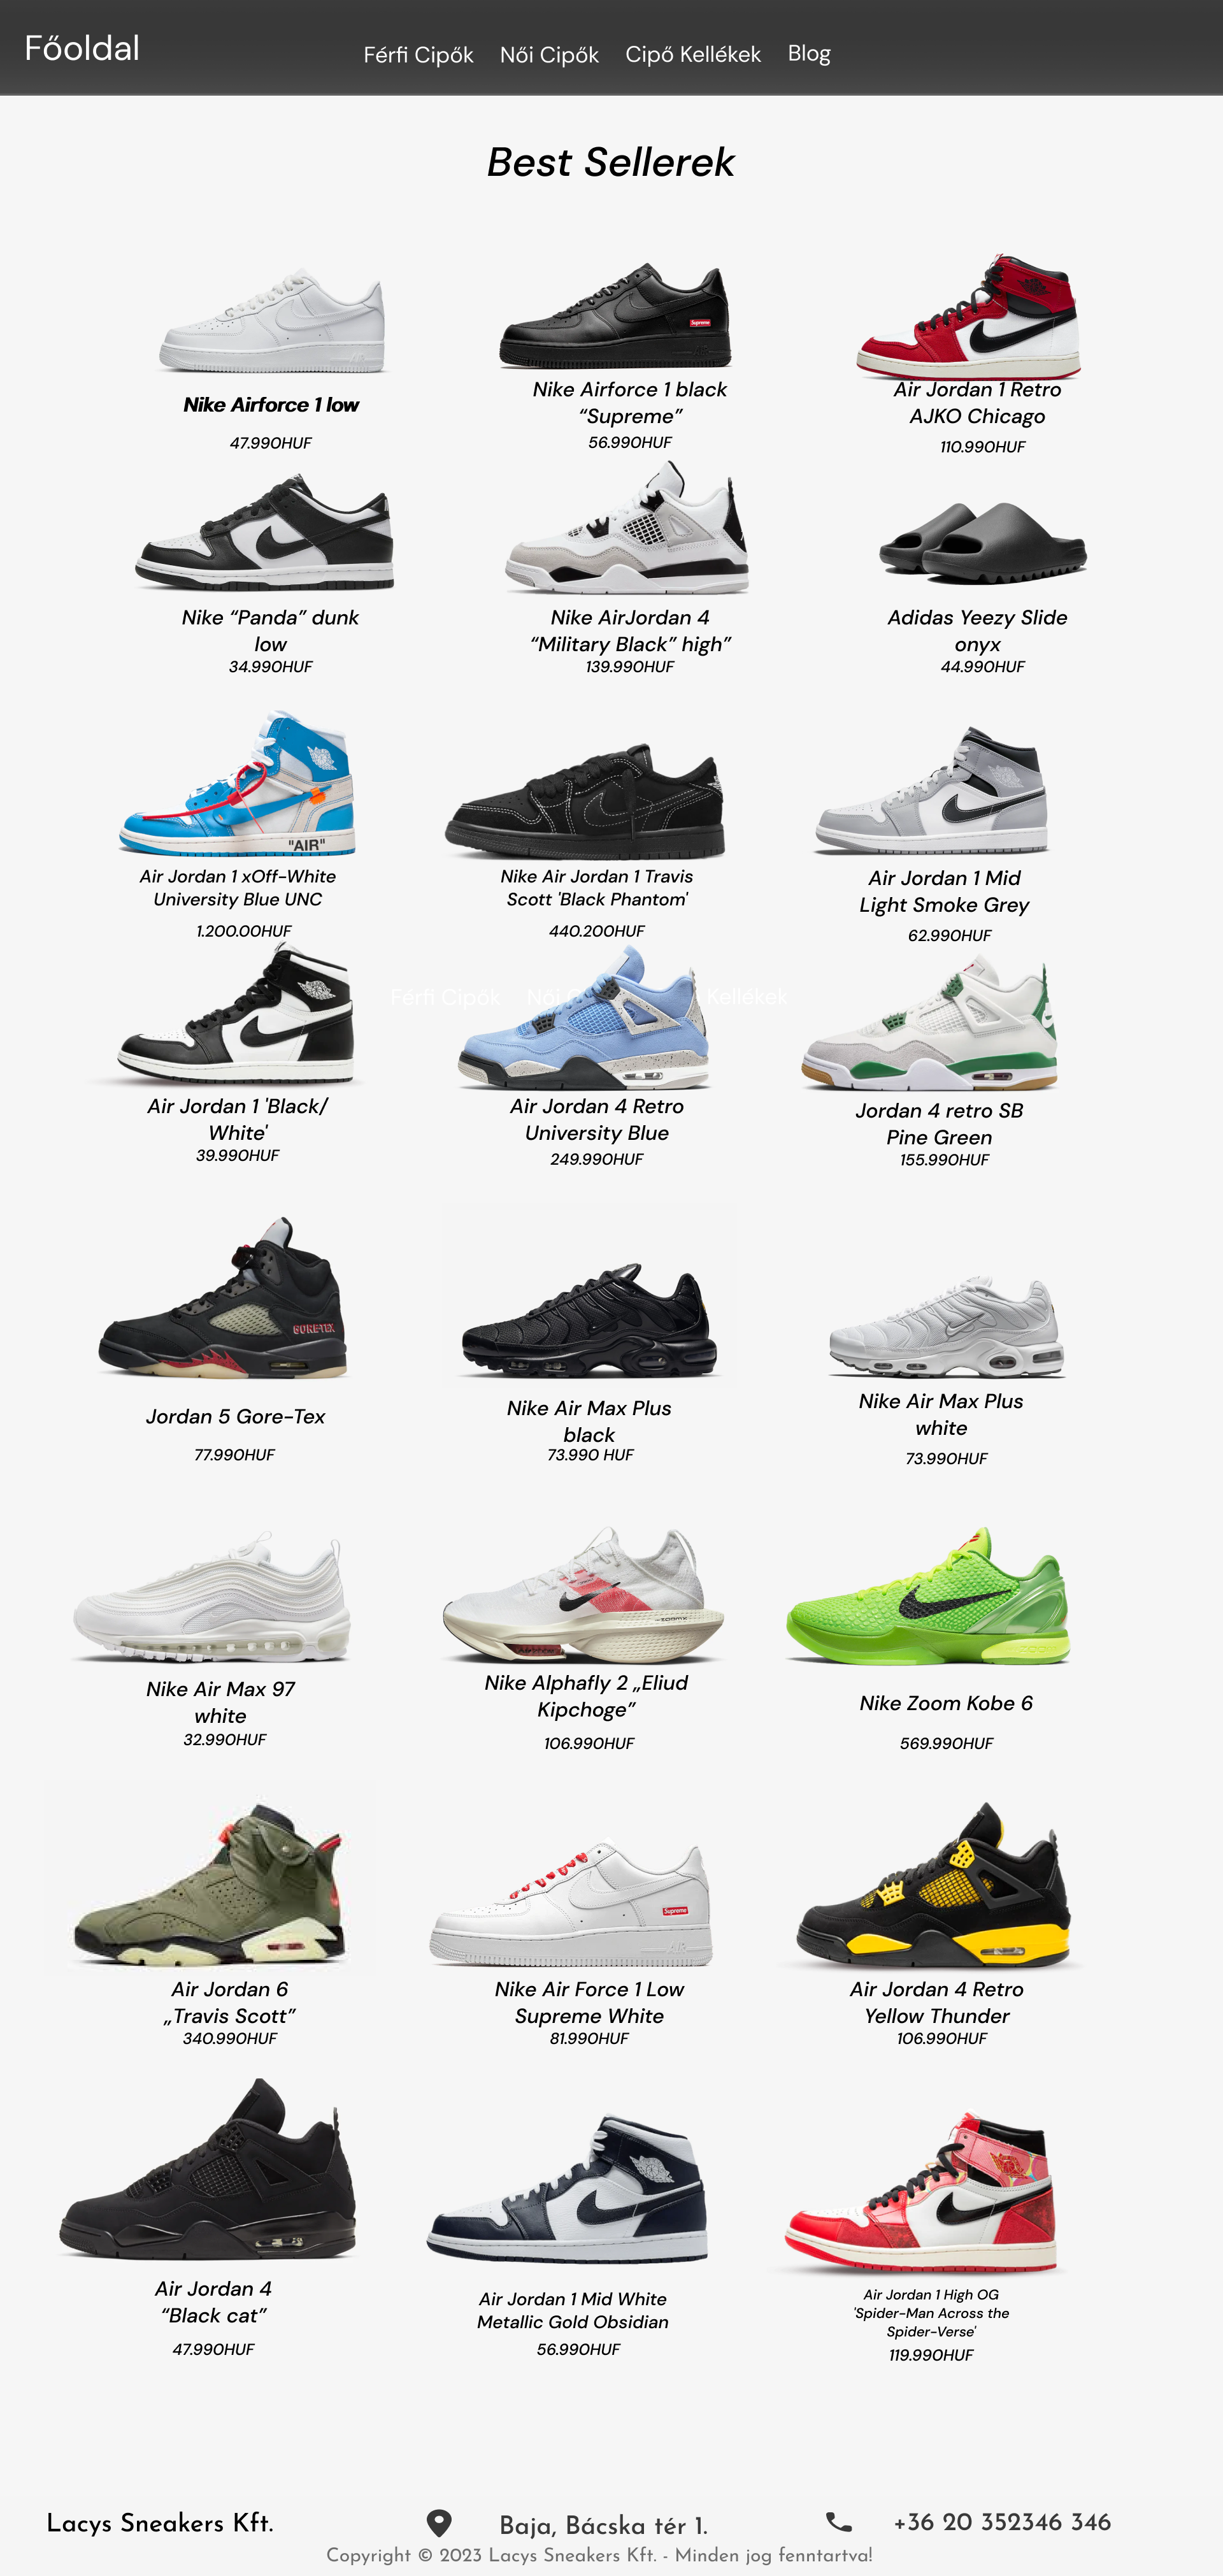 Főoldal
Férfi Cipők Női Cipők Cipő Kellékek Blog
Best Sellerek
Supreme
Nike Airforce 1 low
47.990HUF
Nike Airforce 1 black
“Supreme”
56.990HUF
Air Jordan 1 Retro
AJKO Chicago
110.990HUF
Nike “Panda” dunk
low
34.990HUF
Nike AirJordan 4
“Military Black” high”
139.990HUF
Adidas Yeezy Slide
onyx
44.990HUF
"AIR"
Air Jordan 1 xOff-White
University Blue UNC
1.200.00HUF
Nike Air Jordan 1 Travis
Scott 'Black Phantom'
440.200HUF
Air Jordan 1 Mid
Light Smoke Grey
62.990HUF
Férfi Cipők Női Kellékek
Air Jordan 1 'Black/
White'
39.990HUF
Air Jordan 4 Retro
University Blue
249.990HUF
Jordan 4 retro SB
Pine Green
155.990HUF
GORE-TEX
Jordan 5 Gore-Tex
77.990HUF
Nike Air Max Plus
black
73.990 HUF
Nike Air Max Plus
white
73.990HUF
Nike Air Max 97
white
32.990HUF
Nike Alphafly 2 „Eliud
Kipchoge”
106.990HUF
Nike Zoom Kobe 6
569.990HUF
Supreme
Air Jordan 6
„Travis Scott”
340.990HUF
Nike Air Force 1 Low
Supreme White
81.990HUF
Air Jordan 4 Retro
Yellow Thunder
106.990HUF
Air Jordan 4
“Black cat”
47.990HUF
Air Jordan 1 Mid White
Metallic Gold Obsidian
56.990HUF
Air Jordan 1 High OG
'Spider-Man Across the
Spider-Verse'
119.990HUF
Lacys Sneakers Kft.
Baja, Bácska tér 1.
+36 20 352346 346
Copyright © 2023 Lacys Sneakers Kft. - Minden jog fenntartva!